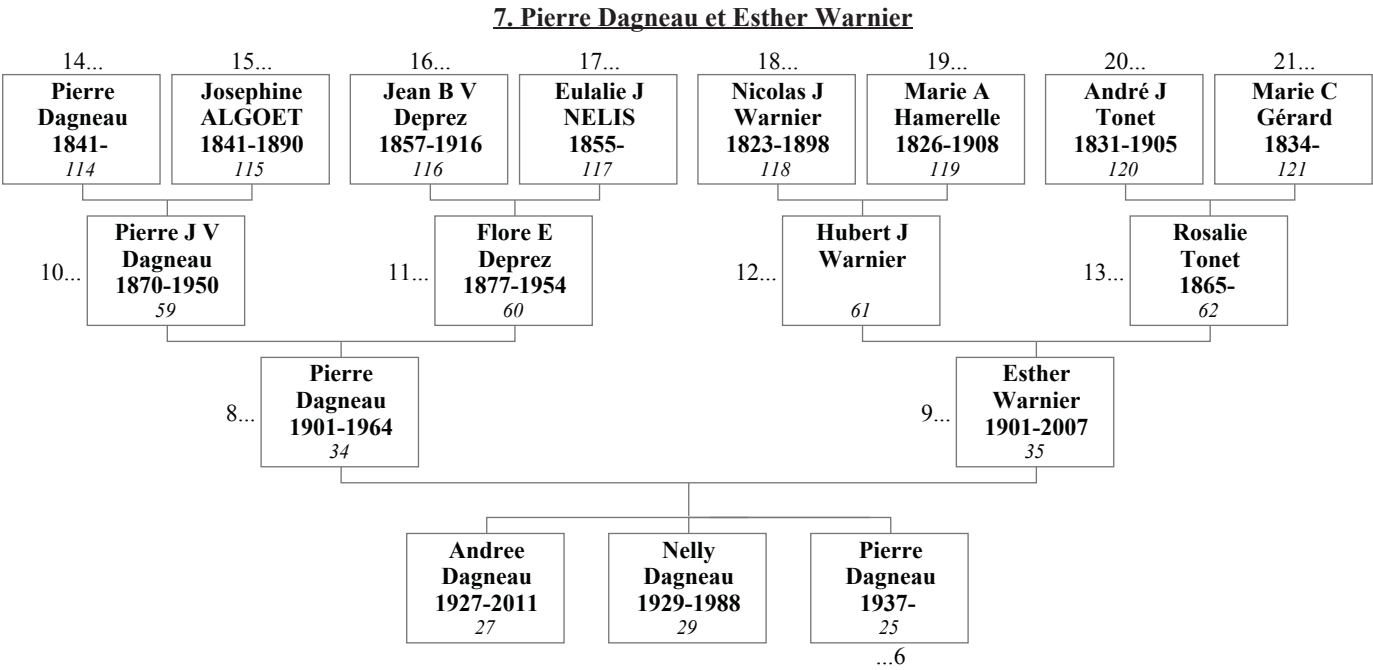 7. Pierre Dagneau et Esther Warnier
14... 15... 16... 17... 18... 19... 20... 21...
Pierre
Dagneau
1841-
114
Josephine
ALGOET
1841-1890
115
Jean B V
Deprez
1857-1916
116
Eulalie J
NELIS
1855-
117
Nicolas J
Warnier
1823-1898
118
Marie A
Hamerelle
1826-1908
119
André J
Tonet
1831-1905
120
Marie C
Gérard
1834-
121
10...
Pierre J V
Dagneau
1870-1950
59
11...
Flore E
Deprez
1877-1954
60
12...
Hubert J
Warnier
61
13...
Rosalie
Tonet
1865-
62
8...
Pierre
Dagneau
1901-1964
34
9...
Esther
Warnier
1901-2007
35
Andree
Dagneau
1927-2011
27
Nelly
Dagneau
1929-1988
29
Pierre
Dagneau
1937-
25
...6